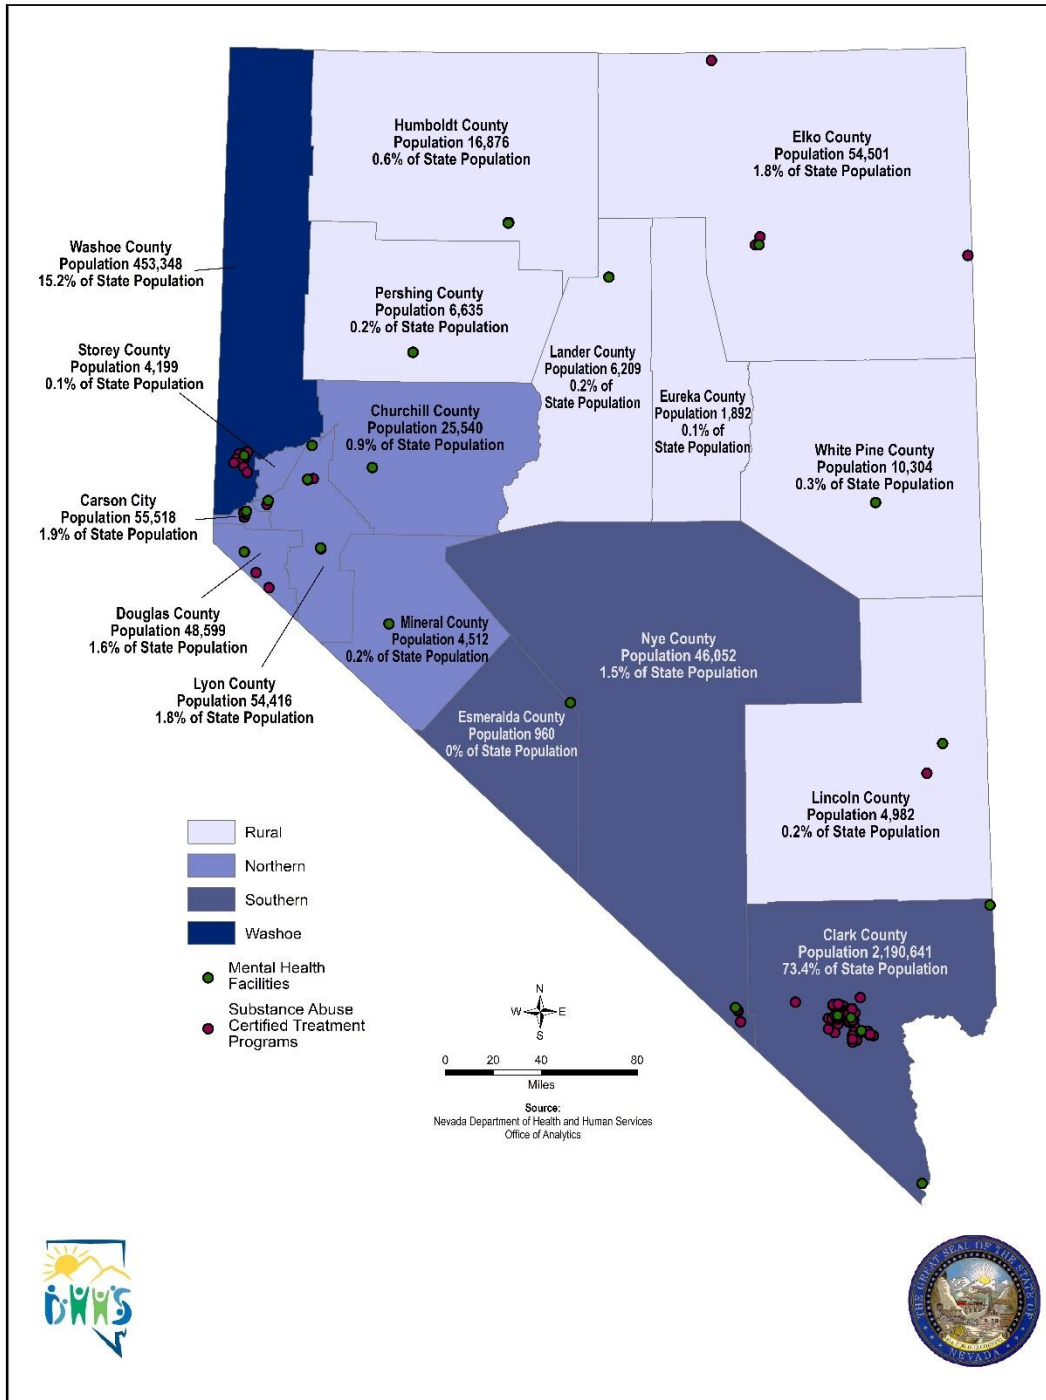 Humboldt County
Population 16,876
0.6% of State Population
Elko County
Population 54,501
1.8% of State Population
Washoe County
Population 453,348
15.2% of State Population
Pershing County
Population 6,635
0.2% of State Population
Storey County
Population 4,199
0.1% of State Population
Lander County
Population 6,209
0.2% of
State Population
Eureka County
Population 1,892
0.1% of
State Population
Churchill County
Population 25,540
0.9% of State Population
White Pine County
Population 10,304
0.3% of State Population
Carson City
Population 55,518
1.9% of State Population
Douglas County
Population 48,599
1.6% of State Population
Mineral County
Population 4,512
0.2% of State Population
Nye County
Population 46,052
1.5% of State Population
Lyon County
Population 54,416
1.8% of State Population
Esmeralda County
Population 960
0% of State Population
Lincoln County
Population 4,982
0.2% of State Population
Clark County
Population 2,190,641
73.4% of State Population
Rural
Northern
Southern
Washoe
Mental Health
Facilities
Substance Abuse
Certified Treatment
Programs
N
W E
S
0 20 40 80
Miles
Source:
Nevada Department of Health and Human Services
Office of Analytics
DHHS
THE GREAT SEAL OF THE STATE OF
NEVADA